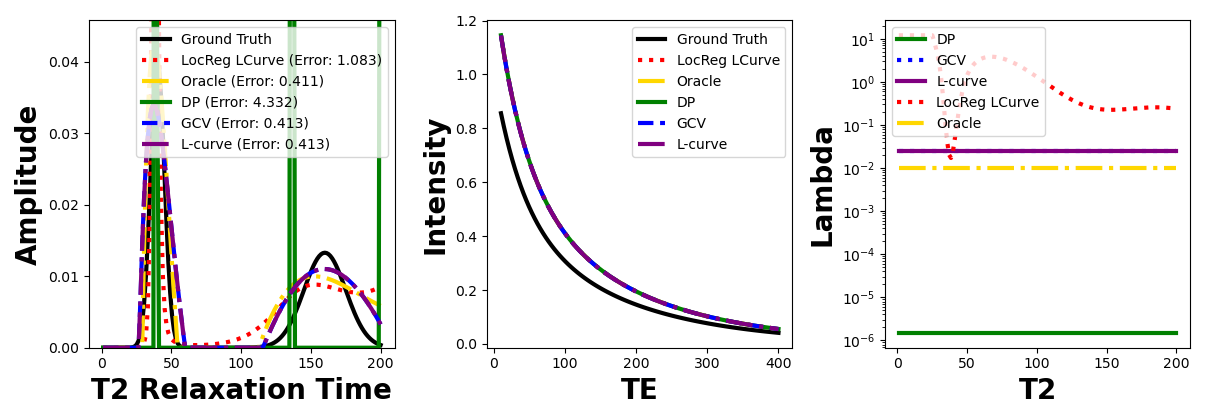 Amplitude
0.04
0.03
0.02
0.01
0.00
0 50 100 150 200
T2 Relaxation Time
Ground Truth
LocReg LCurve (Error: 1.083)
Oracle (Error: 0.411)
DP (Error: 4.332)
GCV (Error: 0.413)
L-curve (Error: 0.413)
Intensity
1.2
1.0
0.8
0.6
0.4
0.2
0.0
0 100 200 300 400
TE
Ground Truth
LocReg LCurve
Oracle
DP
GCV
L-curve
Lambda
10¹
10⁰
10⁻¹
10⁻²
10⁻³
10⁻⁴
10⁻⁵
10⁻⁶
0 50 100 150 200
T2
DP
GCV
L-curve
LocReg LCurve
Oracle